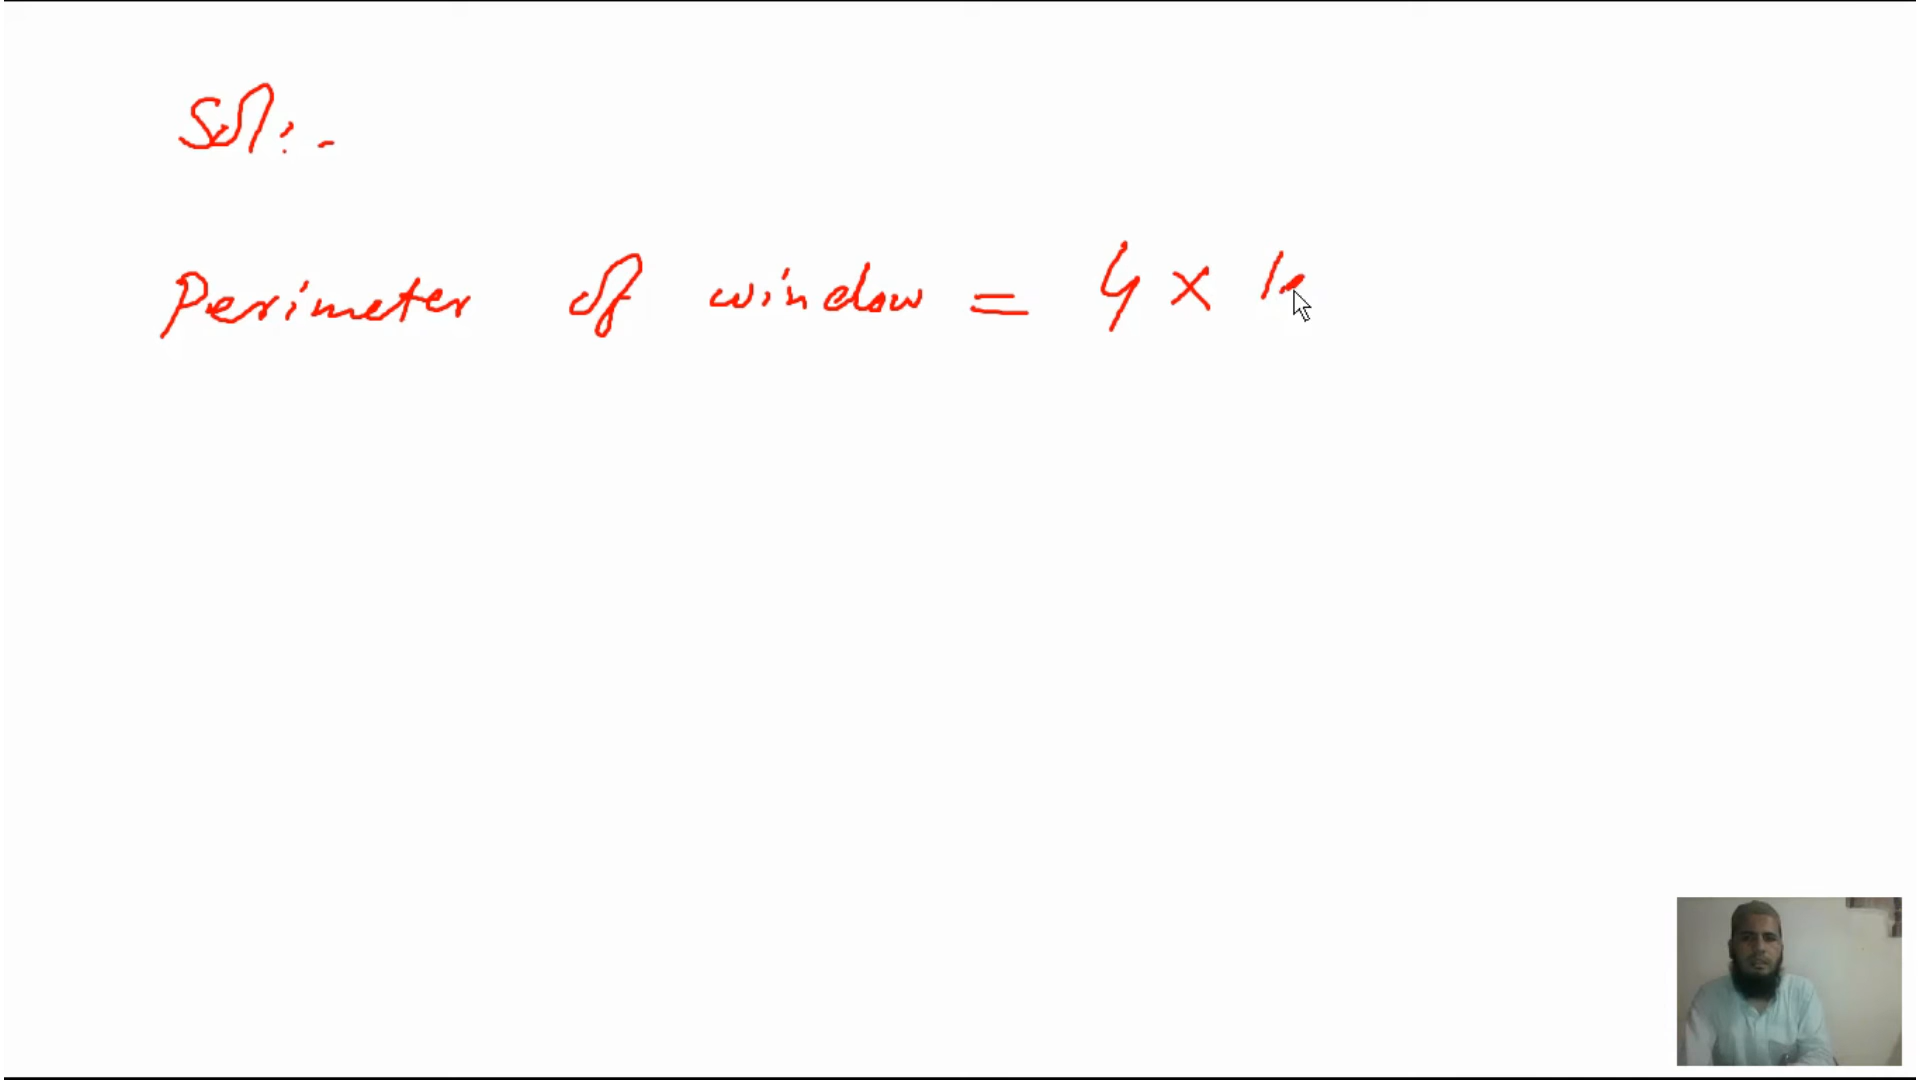 Sol:-
Perimeter of window = 4 ×